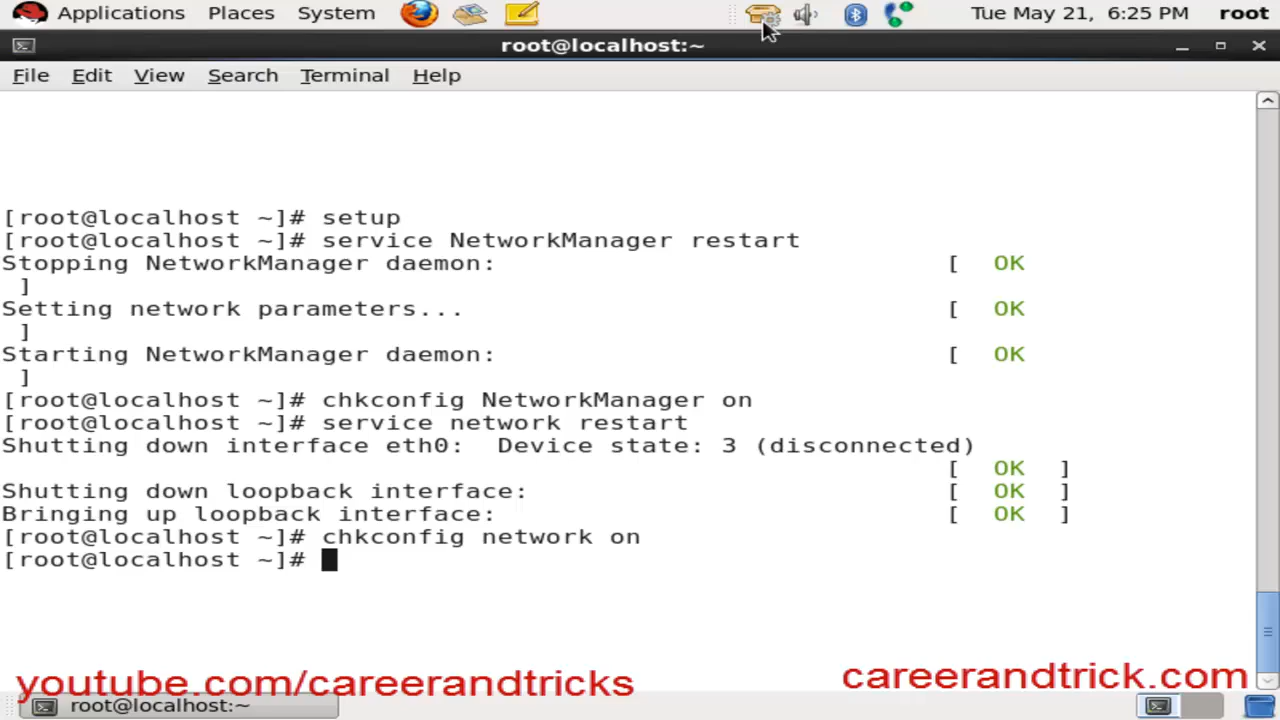 Applications Places System Tue May 21, 6:25 PM root
root@localhost:~
File Edit View Search Terminal Help
[root@localhost ~]# setup
[root@localhost ~]# service NetworkManager restart
Stopping NetworkManager daemon: [ OK
]
Setting network parameters... [ OK
]
Starting NetworkManager daemon: [ OK
]
[root@localhost ~]# chkconfig NetworkManager on
[root@localhost ~]# service network restart
Shutting down interface eth0: Device state: 3 (disconnected)
[ OK ]
Shutting down loopback interface: [ OK ]
Bringing up loopback interface: [ OK ]
[root@localhost ~]# chkconfig network on
[root@localhost ~]#
youtube.com/careerandtricks careerandtrick.com
root@localhost:~